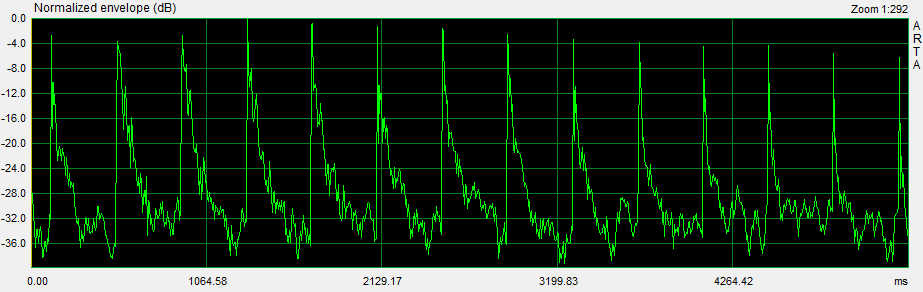 Normalized envelope (dB)
Zoom 1:292
0.0
-4.0
-8.0
-12.0
-16.0
-20.0
-24.0
-28.0
-32.0
-36.0
A
R
T
A
0.00 1064.58 2129.17 3199.83 4264.42 ms